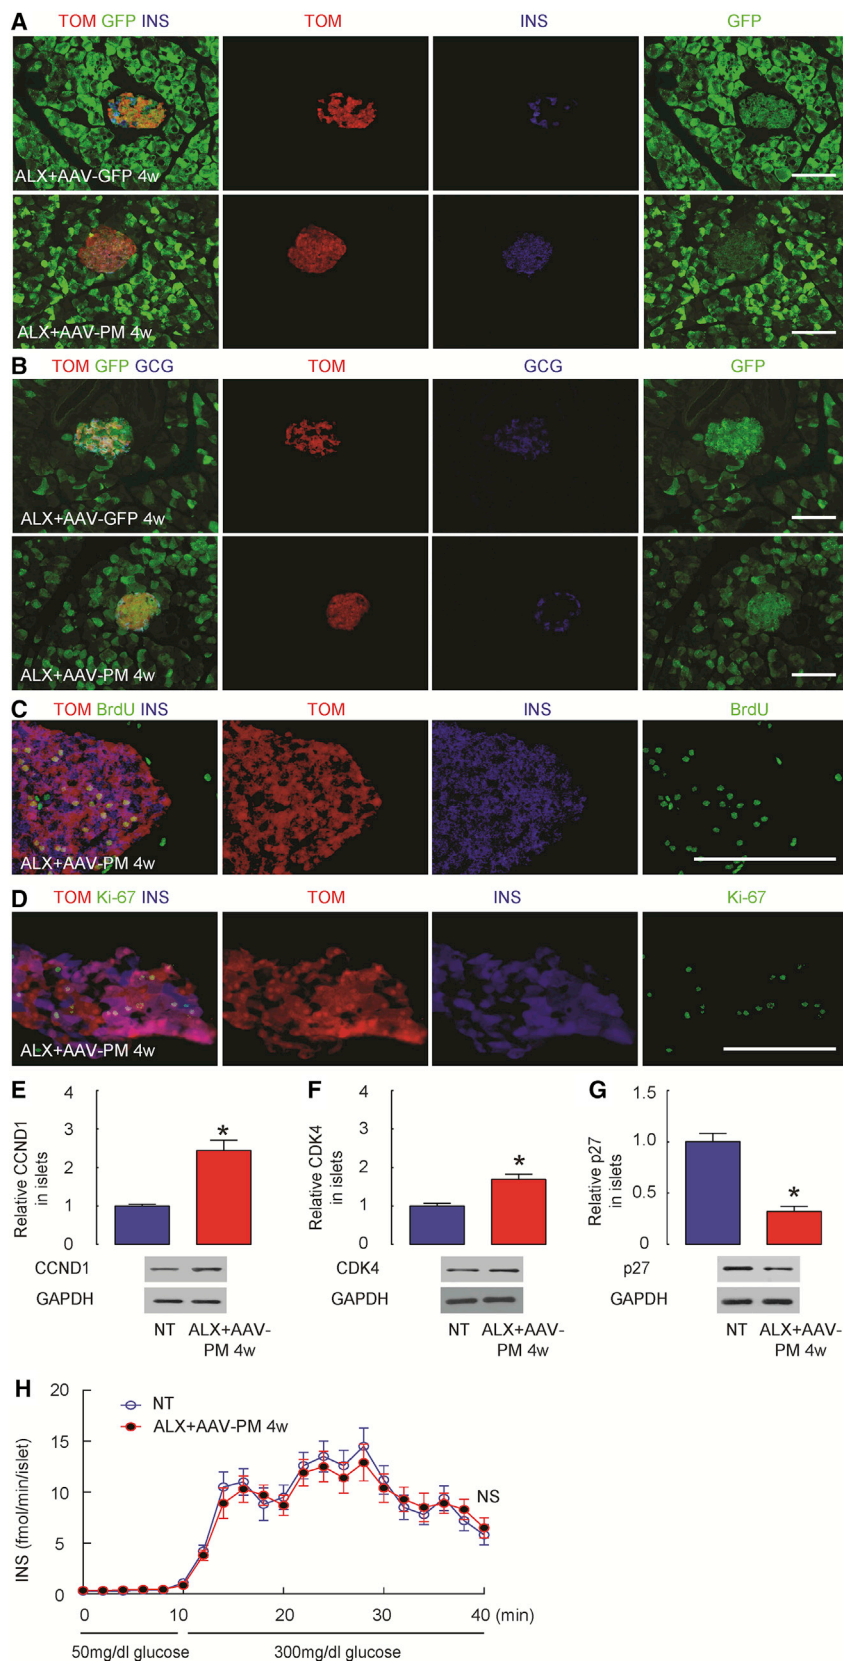 A TOM GFP INS TOM INS GFP
ALX+AAV-GFP 4w
ALX+AAV-PM 4w
B TOM GFP GCG TOM GCG GFP
ALX+AAV-GFP 4w
ALX+AAV-PM 4w
C TOM BrdU INS TOM INS BrdU
ALX+AAV-PM 4w
D TOM Ki-67 INS TOM INS Ki-67
ALX+AAV-PM 4w
E
Relative CCND1
in islets
4
3
2
1
0
*
CCND1
GAPDH
NT ALX+AAV-
PM 4w
F
Relative CDK4
in islets
4
3
2
1
0
*
CDK4
GAPDH
NT ALX+AAV-
PM 4w
G
Relative p27
in islets
1.5
1.0
0.5
0
*
p27
GAPDH
NT ALX+AAV-
PM 4w
H
INS (fmol/min/islet)
20
15
10
5
0
NT
ALX+AAV-PM 4w
NS
0 10 20 30 40 (min)
50mg/dl glucose 300mg/dl glucose